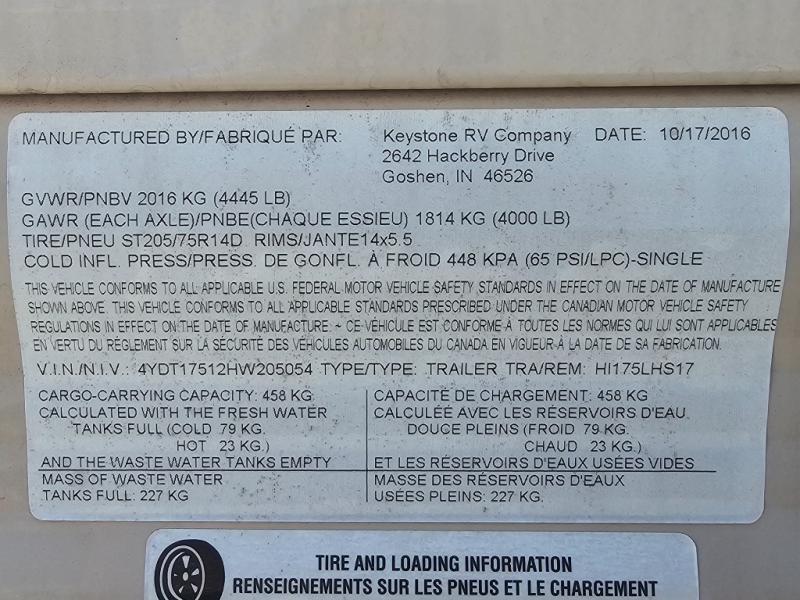 MANUFACTURED BY/FABRIQUÉ PAR: Keystone RV Company DATE: 10/17/2016
2642 Hackberry Drive
Goshen, IN 46526
GVWR/PNBV 2016 KG (4445 LB)
GAWR (EACH AXLE)/PNBE(CHAQUE ESSIEU) 1814 KG (4000 LB)
TIRE/PNEU ST205/75R14D RIMS/JANTE14x5.5
COLD INFL. PRESS/PRESS. DE GONFL. À FROID 448 KPA (65 PSI/LPC)-SINGLE
THIS VEHICLE CONFORMS TO ALL APPLICABLE U.S. FEDERAL MOTOR VEHICLE SAFETY STANDARDS IN EFFECT ON THE DATE OF MANUFACTURE
SHOWN ABOVE. THIS VEHICLE CONFORMS TO ALL APPLICABLE STANDARDS PRESCRIBED UNDER THE CANADIAN MOTOR VEHICLE SAFETY
REGULATIONS IN EFFECT ON THE DATE OF MANUFACTURE: ~ CE VÉHICULE EST CONFORME À TOUTES LES NORMES QUI LUI SONT APPLICABLES
EN VERTU DU RÈGLEMENT SUR LA SÉCURITÉ DES VÉHICULES AUTOMOBILES DU CANADA EN VIGUEUR À LA DATE DE SA FABRICATION.
V.I.N./N.I.V.: 4YDT17512HW205054 TYPE/TYPE: TRAILER TRA/REM: HI175LHS17
CARGO-CARRYING CAPACITY: 458 KG
CALCULATED WITH THE FRESH WATER
TANKS FULL (COLD 79 KG.
HOT 23 KG.)
AND THE WASTE WATER TANKS EMPTY
MASS OF WASTE WATER
TANKS FULL: 227 KG
CAPACITÉ DE CHARGEMENT: 458 KG
CALCULÉE AVEC LES RÉSERVOIRS D'EAU
DOUCE PLEINS (FROID 79 KG.
CHAUD 23 KG.)
ET LES RÉSERVOIRS D'EAUX USÉES VIDES
MASSE DES RÉSERVOIRS D'EAUX
USÉES PLEINS: 227 KG.
TIRE AND LOADING INFORMATION
RENSEIGNEMENTS SUR LES PNEUS ET LE CHARGEMENT